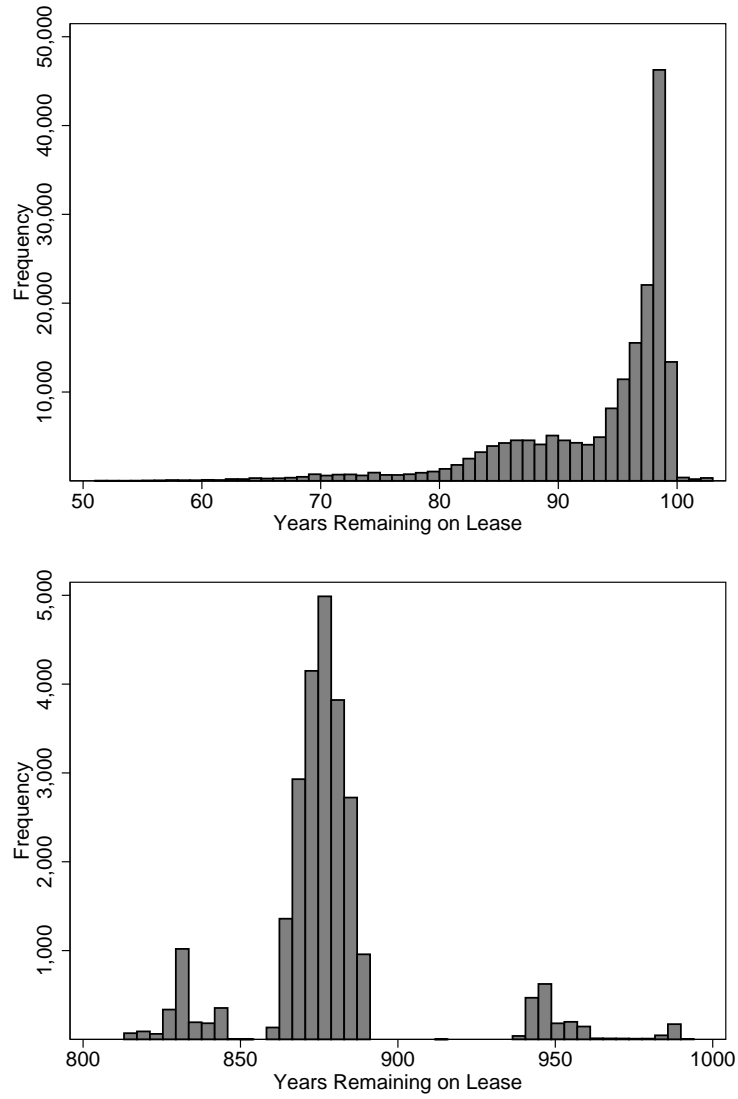 50,000
40,000
30,000
20,000
10,000
Frequency
50 60 70 80 90 100
Years Remaining on Lease
5,000
4,000
3,000
2,000
1,000
Frequency
800 850 900 950 1000
Years Remaining on Lease